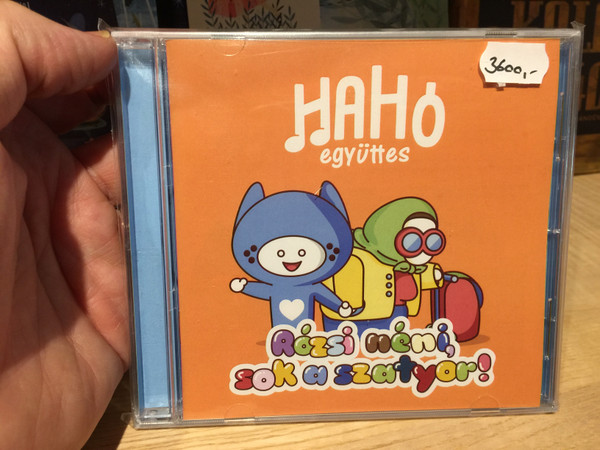 3600,-
HAHÓ
együttes
Rózsi néni,
sok a szatyor!